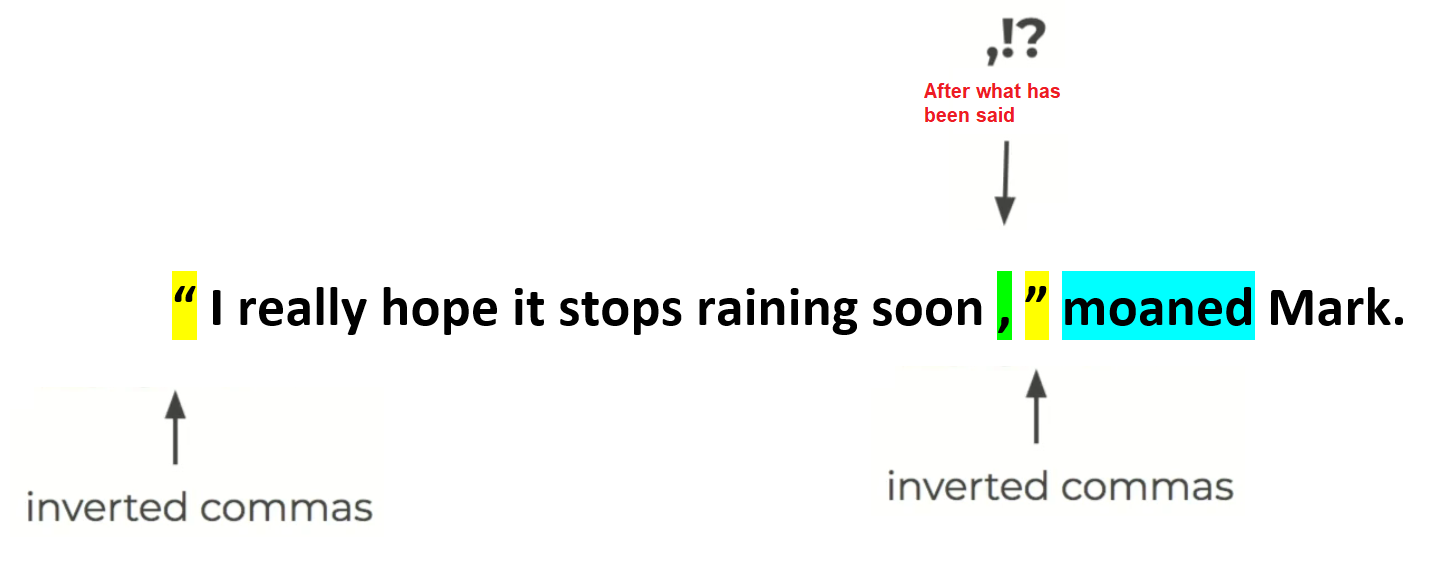 ,!?
After what has
been said
“ I really hope it stops raining soon , ” moaned Mark.
inverted commas
inverted commas